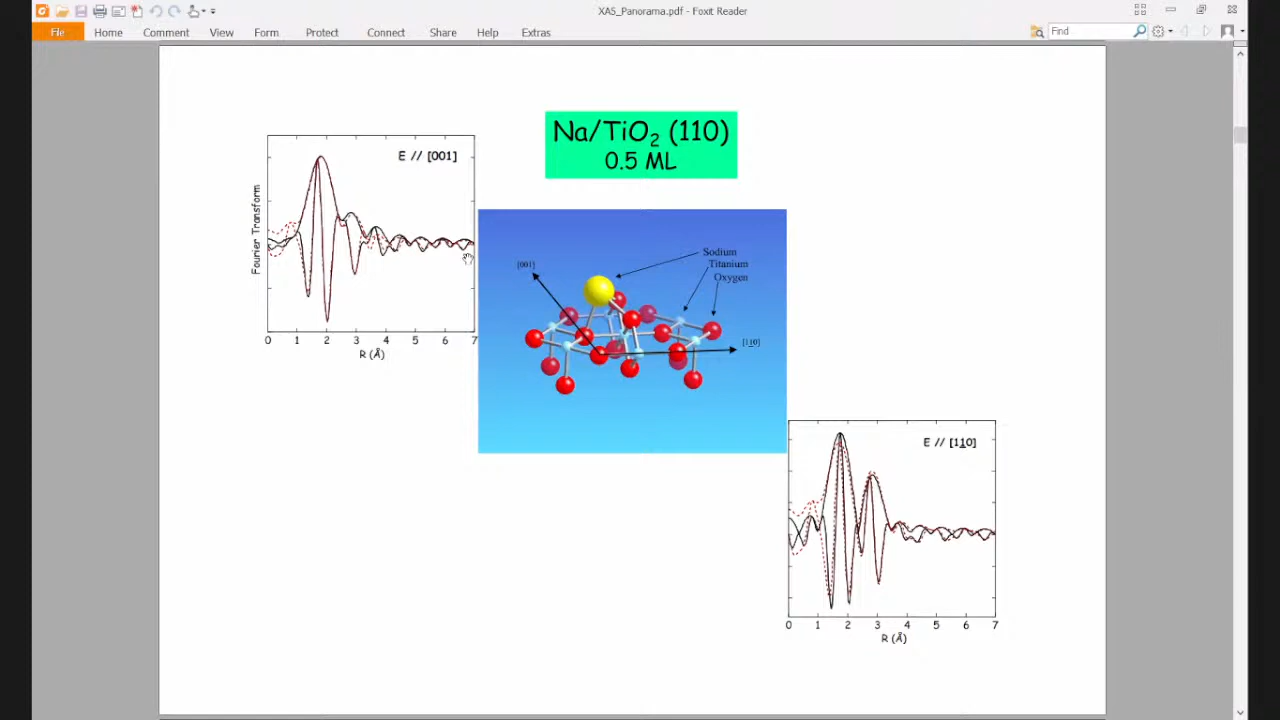 XAS_Panorama.pdf - Foxit Reader
File Home Comment View Form Protect Connect Share Help Extras
Find
Na/TiO₂ (110)
0.5 ML
E // [001]
Fourier Transform
0 1 2 3 4 5 6 7
R (Å)
Sodium
Titanium
Oxygen
[001]
[110]
E // [110]
0 1 2 3 4 5 6 7
R (Å)